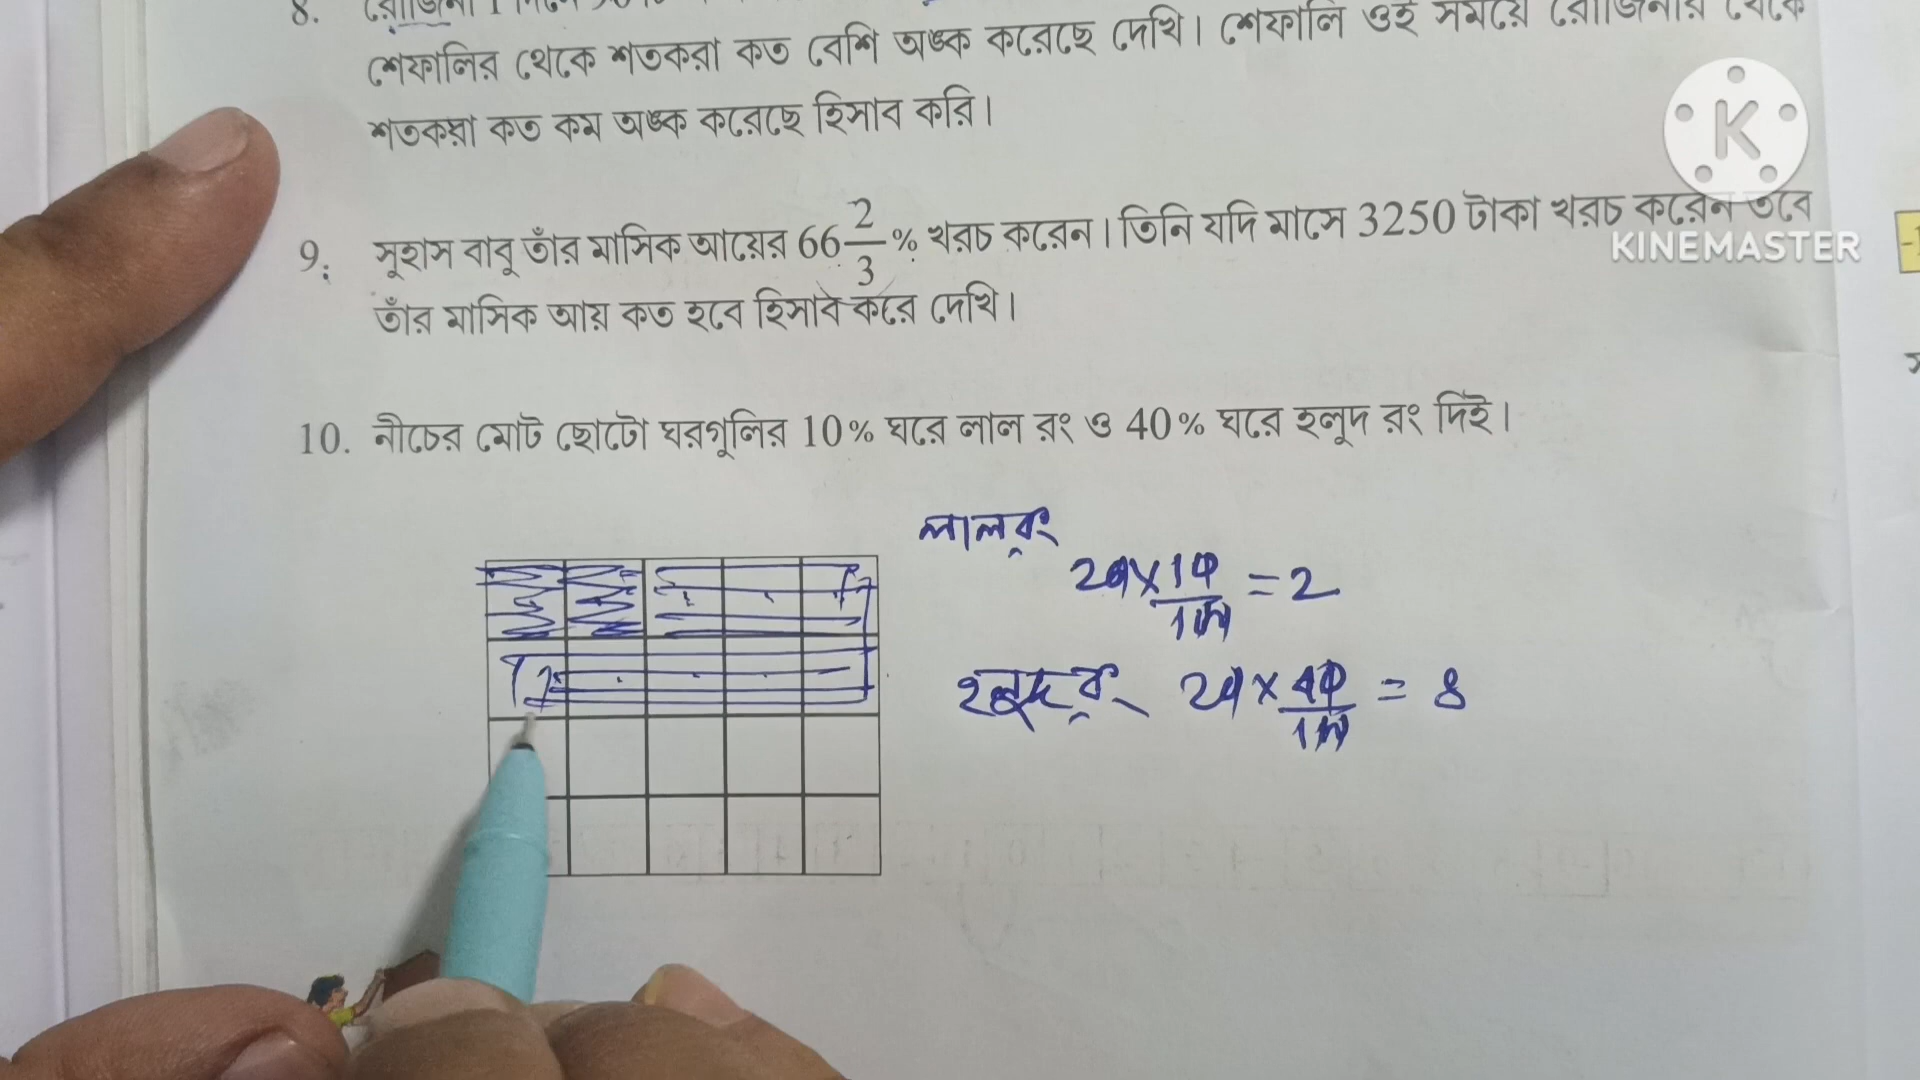 8.
শেফালির থেকে শতকরা কত বেশি অঙ্ক করেছে দেখি। শেফালি ওই সময়ে রোজিনার থেকে
শতকরা কত কম অঙ্ক করেছে হিসাব করি।
K
KINEMASTER
9. সুহাস বাবু তাঁর মাসিক আয়ের 66 2/3 % খরচ করেন। তিনি যদি মাসে 3250 টাকা খরচ করেন তবে
তাঁর মাসিক আয় কত হবে হিসাব করে দেখি।
10. নীচের মোট ছোটো ঘরগুলির 10% ঘরে লাল রং ও 40% ঘরে হলুদ রং দিই।
লাল রং
20 × 10/100 = 2
হলুদ রং 20 × 40/100 = 8